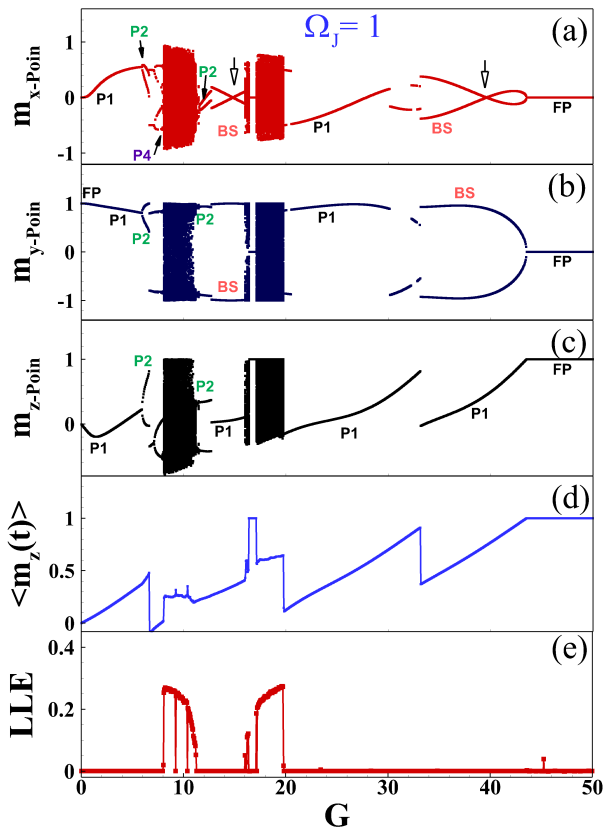 Ω_J = 1
(a)
m_x-Poin
1
0
-1
P2
P1
P4
P2
BS
P1
BS
FP
(b)
m_y-Poin
1
0
-1
FP
P1
P2
P2
BS
P1
BS
FP
(c)
m_z-Poin
1
0
P2
P1
P2
P1
P1
P1
FP
(d)
<m_z(t)>
1
0.5
0
(e)
LLE
0.4
0.2
0
0
10
20
30
40
50
G